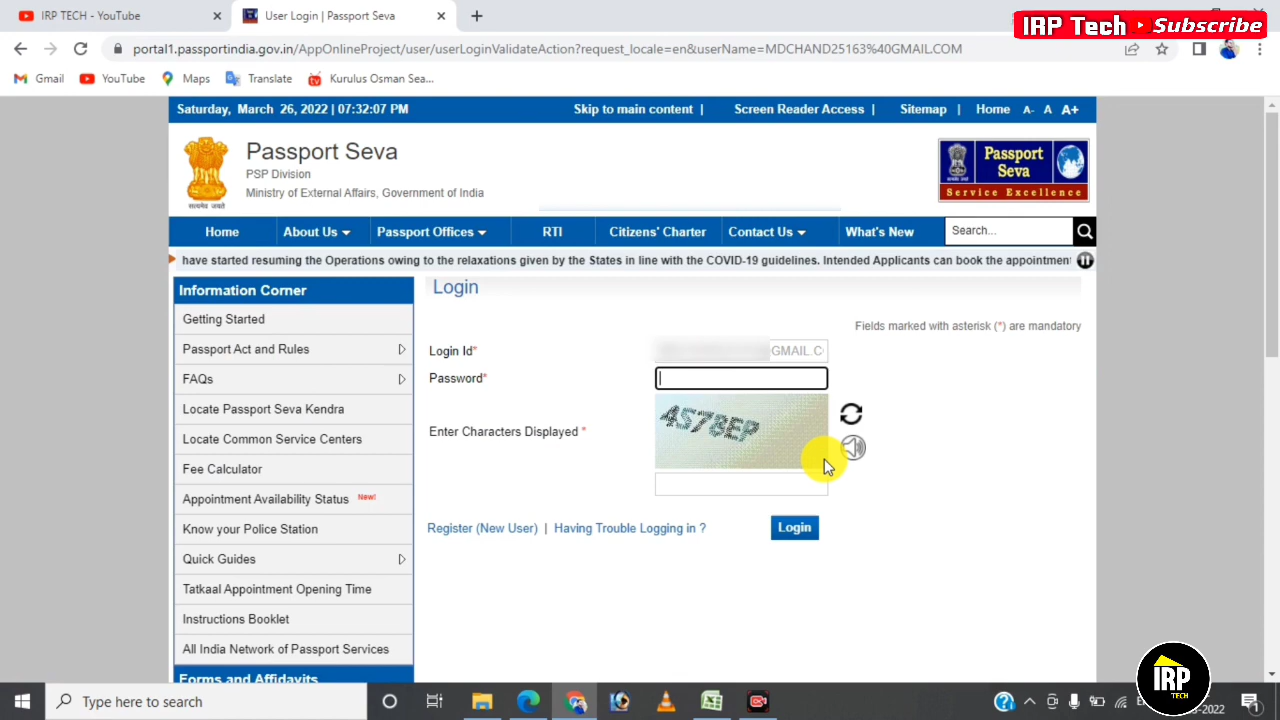 IRP TECH - YouTube
User Login | Passport Seva
IRP Tech Subscribe
portal1.passportindia.gov.in/AppOnlineProject/user/userLoginValidateAction?request_locale=en&userName=MDCHAND25163%40GMAIL.COM
Gmail YouTube Maps Translate Kurulus Osman Sea...
Saturday, March 26, 2022 | 07:32:07 PM Skip to main content | Screen Reader Access | Sitemap | Home A- A A+
Passport Seva
PSP Division
Ministry of External Affairs, Government of India
सत्यमेव जयते
Passport
Seva
Service Excellence
Home About Us Passport Offices RTI Citizens' Charter Contact Us What's New Search...
have started resuming the Operations owing to the relaxations given by the States in line with the COVID-19 guidelines. Intended Applicants can book the appointment
Information Corner
Getting Started
Passport Act and Rules
FAQs
Locate Passport Seva Kendra
Locate Common Service Centers
Fee Calculator
Appointment Availability Status New!
Know your Police Station
Quick Guides
Tatkaal Appointment Opening Time
Instructions Booklet
All India Network of Passport Services
Forms and Affidavits
Login
Fields marked with asterisk (*) are mandatory
Login Id* GMAIL.C
Password*
4578EP
Enter Characters Displayed *
Register (New User) | Having Trouble Logging in ? Login
IRP
TECH
Type here to search
-2022
1